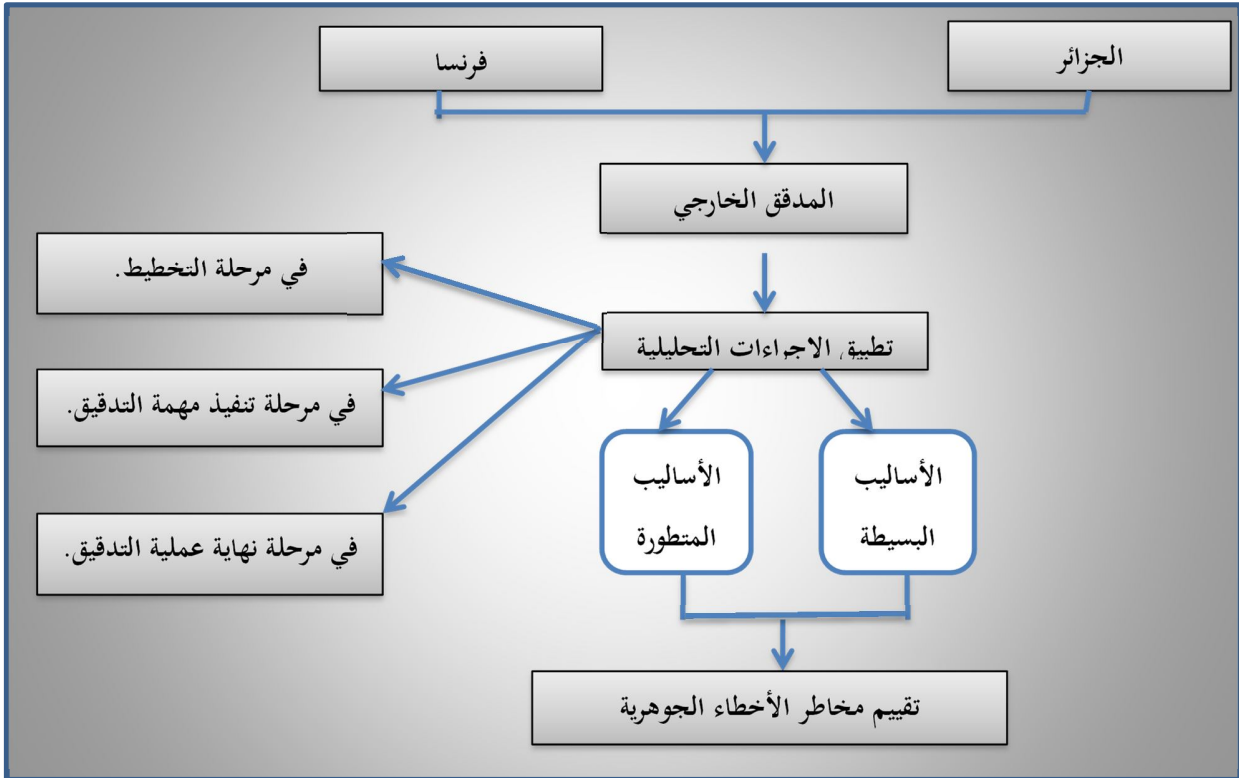 الجزائر
فرنسا
المدقق الخارجي
في مرحلة التخطيط.
تطبيق الاجراءات التحليلية
في مرحلة تنفيذ مهمة التدقيق.
الأساليب
البسيطة
الأساليب
المتطورة
في مرحلة نهاية عملية التدقيق.
تقييم مخاطر الأخطاء الجوهرية